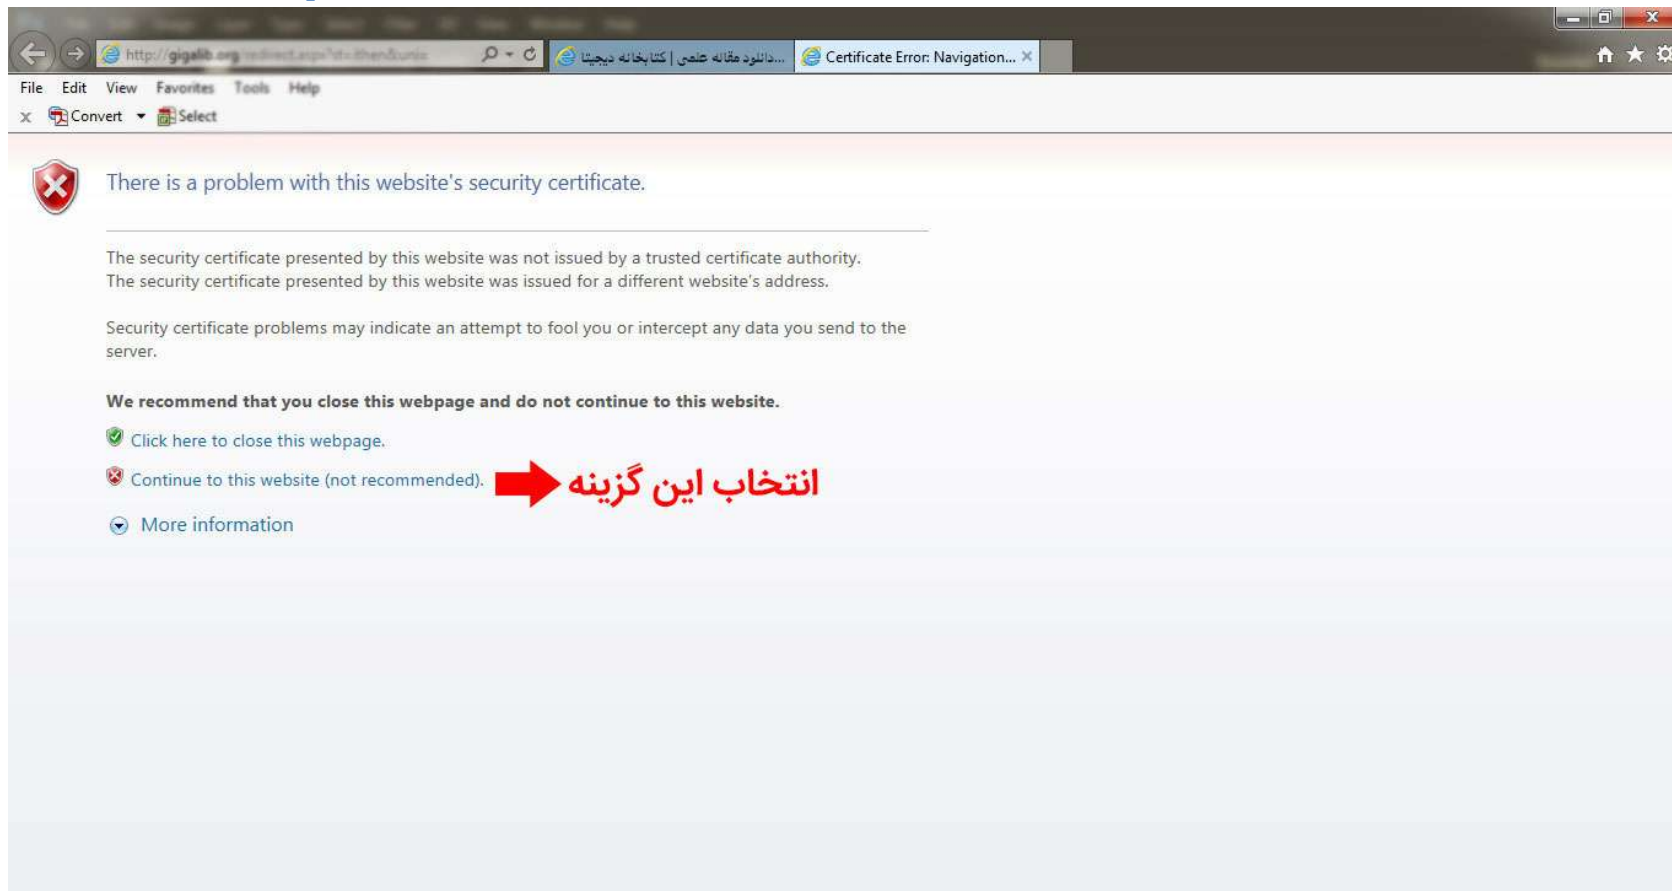 http://gigalib.org
دانلود مقاله علمی | کتابخانه دیجیتا...
Certificate Error: Navigation...
File Edit View Favorites Tools Help
x Convert Select
There is a problem with this website's security certificate.
The security certificate presented by this website was not issued by a trusted certificate authority.
The security certificate presented by this website was issued for a different website's address.
Security certificate problems may indicate an attempt to fool you or intercept any data you send to the
server.
We recommend that you close this webpage and do not continue to this website.
Click here to close this webpage.
Continue to this website (not recommended).
انتخاب این گزینه
More information